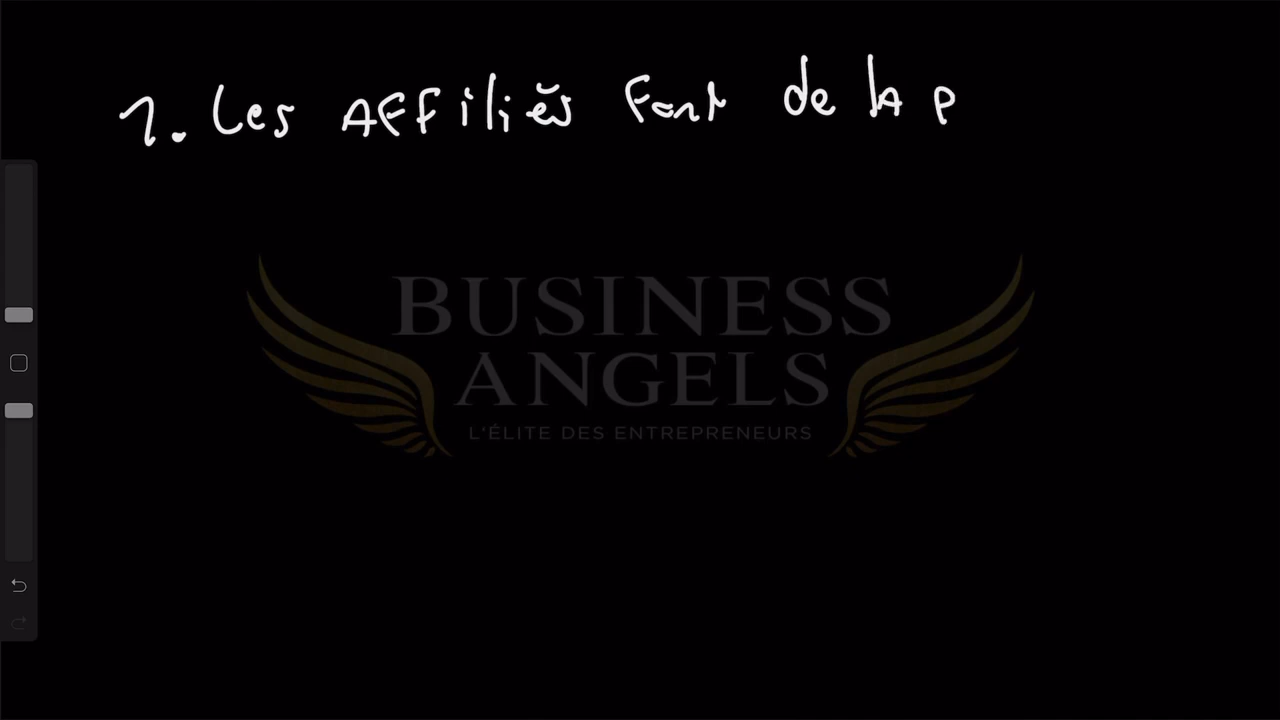 1. Les Affiliés font de la p
BUSINESS
ANGELS
L'ÉLITE DES ENTREPRENEURS